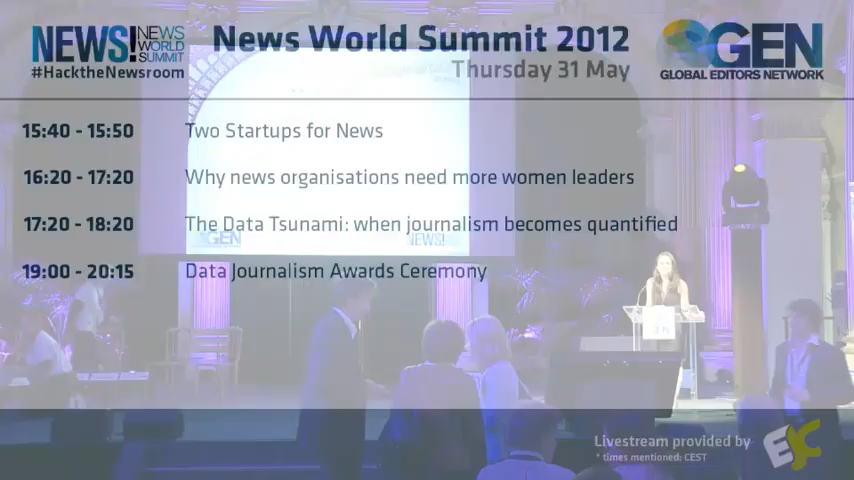 NEWS! NEWS WORLD SUMMIT
#HacktheNewsroom
News World Summit 2012
Thursday 31 May
GEN
GLOBAL EDITORS NETWORK
15:40 - 15:50 Two Startups for News
16:20 - 17:20 Why news organisations need more women leaders
17:20 - 18:20 The Data Tsunami: when journalism becomes quantified
GEN NEWS!
19:00 - 20:15 Data Journalism Awards Ceremony
Livestream provided by
* times mentioned: CEST